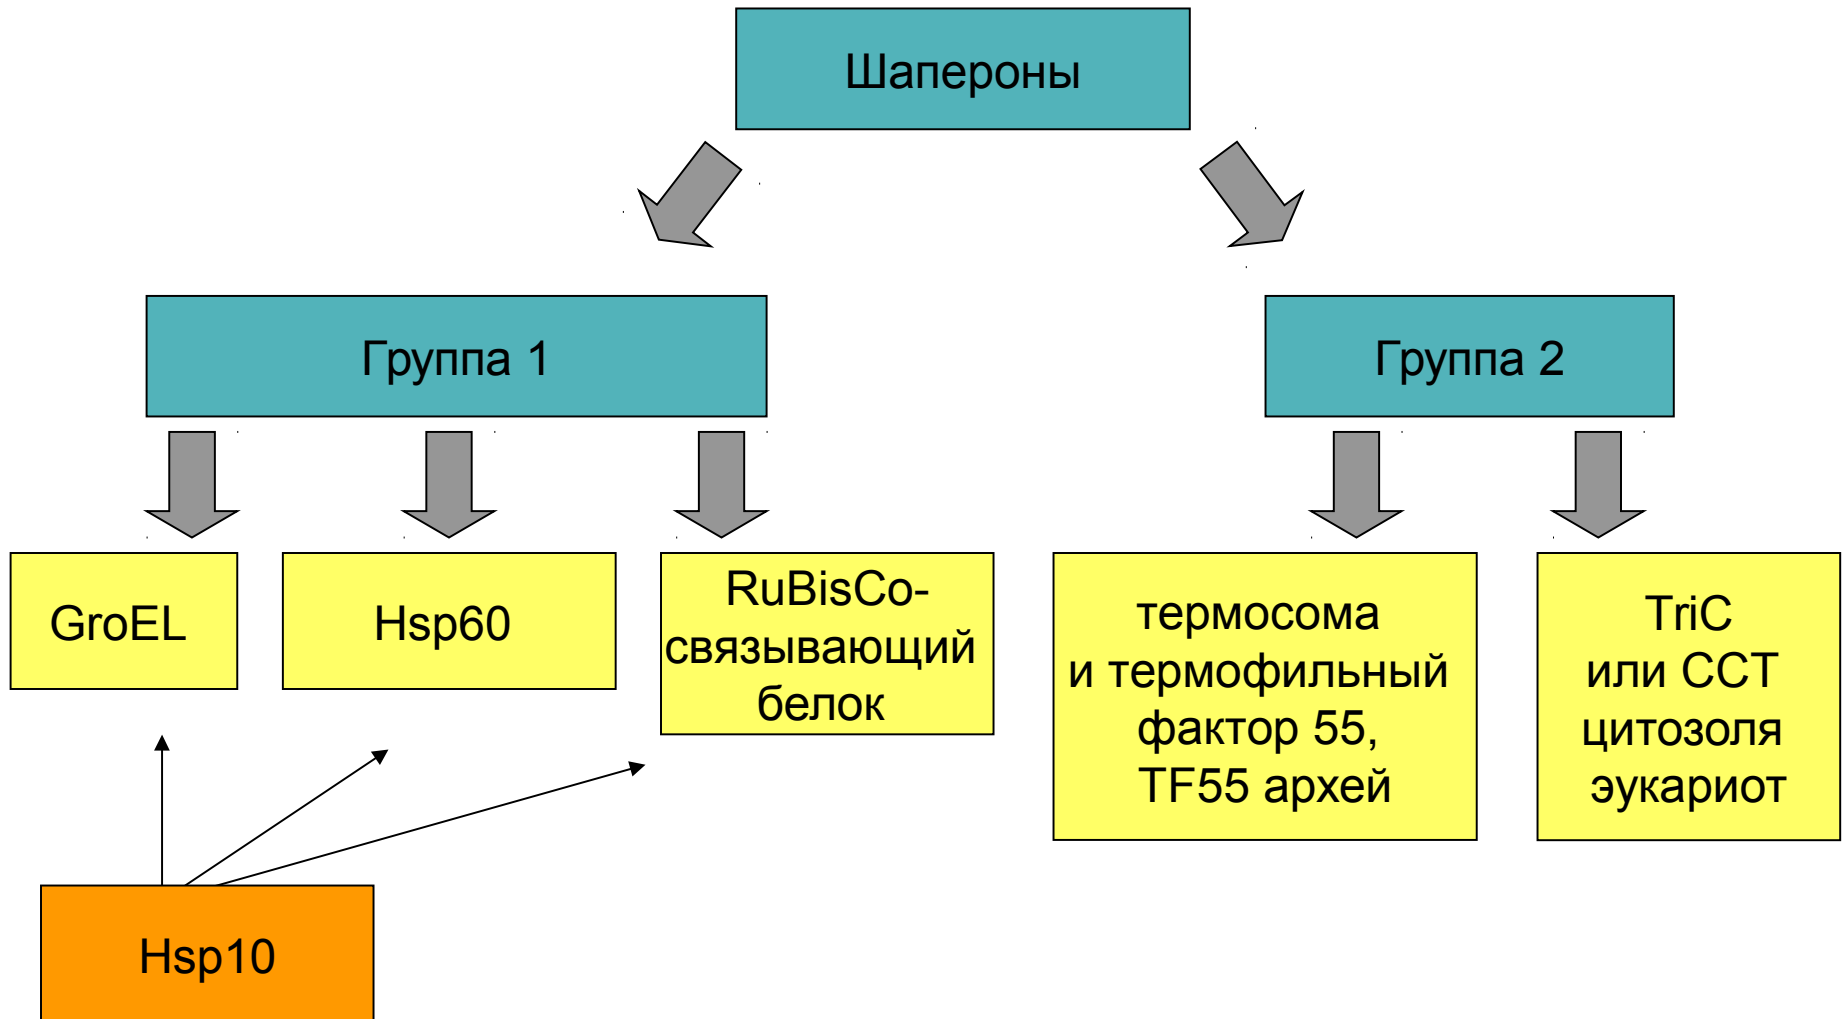 Шапероны
Группа 1
Группа 2
GroEL
Hsp60
RuBisCo-
связывающий
белок
термосома
и термофильный
фактор 55,
TF55 архей
TriC
или ССТ
цитозоля
эукариот
Hsp10